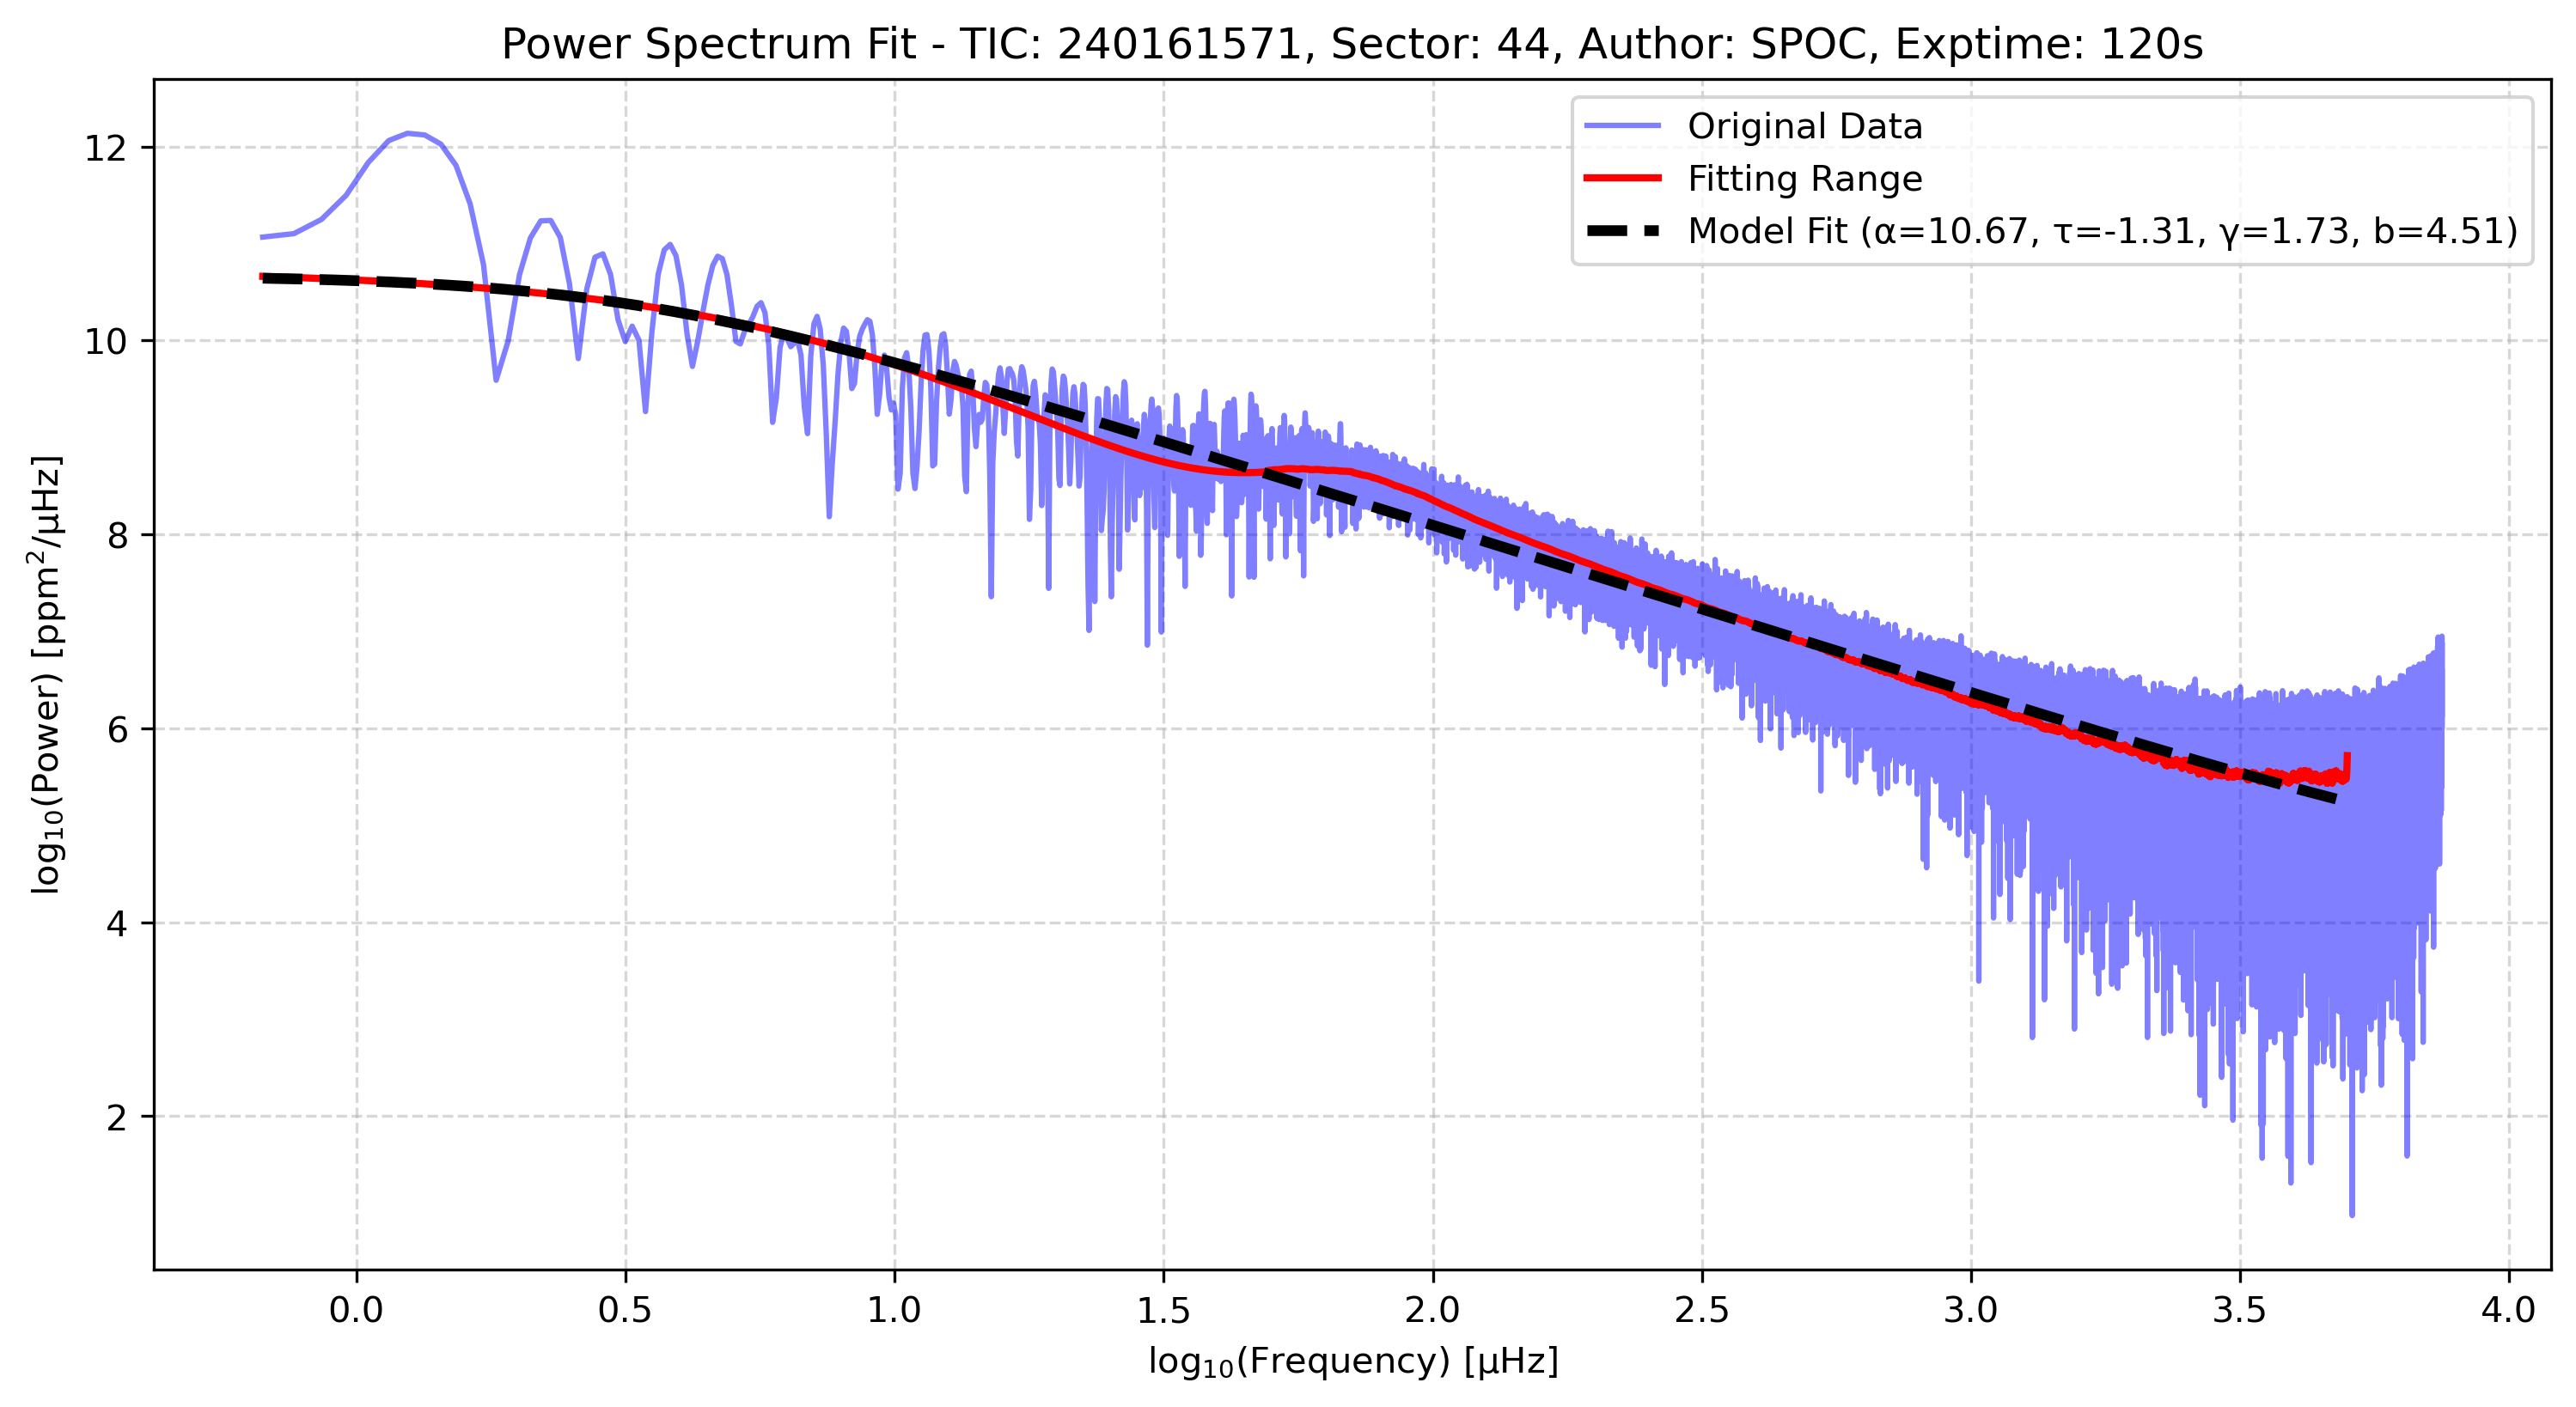 Power Spectrum Fit - TIC: 240161571, Sector: 44, Author: SPOC, Exptime: 120s
Original Data
Fitting Range
Model Fit (α=10.67, τ=-1.31, γ=1.73, b=4.51)
log₁₀(Power) [ppm²/μHz]
12
10
8
6
4
2
0.0 0.5 1.0 1.5 2.0 2.5 3.0 3.5 4.0
log₁₀(Frequency) [μHz]